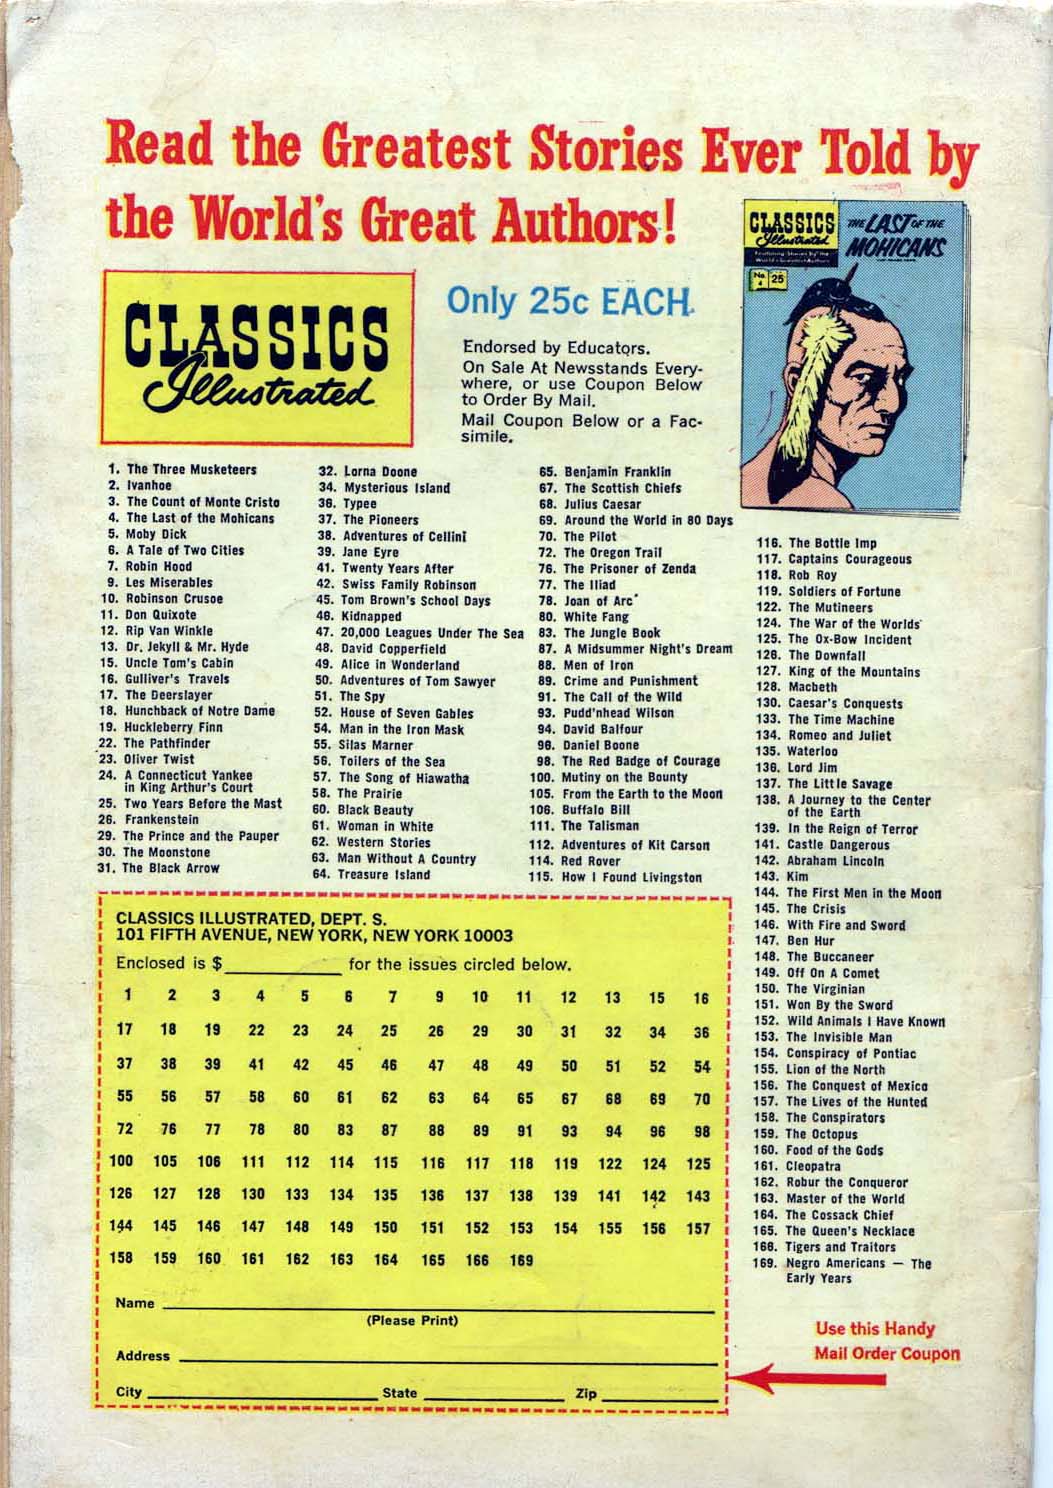 Read the Greatest Stories Ever Told by
the World's Great Authors!
CLASSICS
Illustrated
Only 25c EACH
Endorsed by Educators.
On Sale At Newsstands Every-
where, or use Coupon Below
to Order By Mail.
Mail Coupon Below or a Fac-
simile.
CLASSICS
Illustrated
Featuring Stories by the
World's Greatest Authors
No. 4
25
THE LAST OF THE
MOHICANS
1. The Three Musketeers
2. Ivanhoe
3. The Count of Monte Cristo
4. The Last of the Mohicans
5. Moby Dick
6. A Tale of Two Cities
7. Robin Hood
9. Les Miserables
10. Robinson Crusoe
11. Don Quixote
12. Rip Van Winkle
13. Dr. Jekyll & Mr. Hyde
15. Uncle Tom's Cabin
16. Gulliver's Travels
17. The Deerslayer
18. Hunchback of Notre Dame
19. Huckleberry Finn
22. The Pathfinder
23. Oliver Twist
24. A Connecticut Yankee
in King Arthur's Court
25. Two Years Before the Mast
26. Frankenstein
29. The Prince and the Pauper
30. The Moonstone
31. The Black Arrow
32. Lorna Doone
34. Mysterious Island
36. Typee
37. The Pioneers
38. Adventures of Cellini
39. Jane Eyre
41. Twenty Years After
42. Swiss Family Robinson
45. Tom Brown's School Days
46. Kidnapped
47. 20,000 Leagues Under The Sea
48. David Copperfield
49. Alice in Wonderland
50. Adventures of Tom Sawyer
51. The Spy
52. House of Seven Gables
54. Man in the Iron Mask
55. Silas Marner
56. Toilers of the Sea
57. The Song of Hiawatha
58. The Prairie
60. Black Beauty
61. Woman in White
62. Western Stories
63. Man Without A Country
64. Treasure Island
65. Benjamin Franklin
67. The Scottish Chiefs
68. Julius Caesar
69. Around the World in 80 Days
70. The Pilot
72. The Oregon Trail
76. The Prisoner of Zenda
77. The Iliad
78. Joan of Arc
80. White Fang
83. The Jungle Book
87. A Midsummer Night's Dream
88. Men of Iron
89. Crime and Punishment
91. The Call of the Wild
93. Pudd'nhead Wilson
94. David Balfour
96. Daniel Boone
98. The Red Badge of Courage
100. Mutiny on the Bounty
105. From the Earth to the Moon
106. Buffalo Bill
111. The Talisman
112. Adventures of Kit Carson
114. Red Rover
115. How I Found Livingston
116. The Bottle Imp
117. Captains Courageous
118. Rob Roy
119. Soldiers of Fortune
122. The Mutineers
124. The War of the Worlds
125. The Ox-Bow Incident
126. The Downfall
127. King of the Mountains
128. Macbeth
130. Caesar's Conquests
133. The Time Machine
134. Romeo and Juliet
135. Waterloo
136. Lord Jim
137. The Little Savage
138. A Journey to the Center
of the Earth
139. In the Reign of Terror
141. Castle Dangerous
142. Abraham Lincoln
143. Kim
144. The First Men in the Moon
145. The Crisis
146. With Fire and Sword
147. Ben Hur
148. The Buccaneer
149. Off On A Comet
150. The Virginian
151. Won By the Sword
152. Wild Animals I Have Known
153. The Invisible Man
154. Conspiracy of Pontiac
155. Lion of the North
156. The Conquest of Mexico
157. The Lives of the Hunted
158. The Conspirators
159. The Octopus
160. Food of the Gods
161. Cleopatra
162. Robur the Conqueror
163. Master of the World
164. The Cossack Chief
165. The Queen's Necklace
166. Tigers and Traitors
169. Negro Americans — The
Early Years
CLASSICS ILLUSTRATED, DEPT. S.
101 FIFTH AVENUE, NEW YORK, NEW YORK 10003
Enclosed is $ for the issues circled below.
1 2 3 4 5 6 7 9 10 11 12 13 15 16
17 18 19 22 23 24 25 26 29 30 31 32 34 36
37 38 39 41 42 45 46 47 48 49 50 51 52 54
55 56 57 58 60 61 62 63 64 65 67 68 69 70
72 76 77 78 80 83 87 88 89 91 93 94 96 98
100 105 106 111 112 114 115 116 117 118 119 122 124 125
126 127 128 130 133 134 135 136 137 138 139 141 142 143
144 145 146 147 148 149 150 151 152 153 154 155 156 157
158 159 160 161 162 163 164 165 166 169
Name
(Please Print)
Address
City State Zip
Use this Handy
Mail Order Coupon